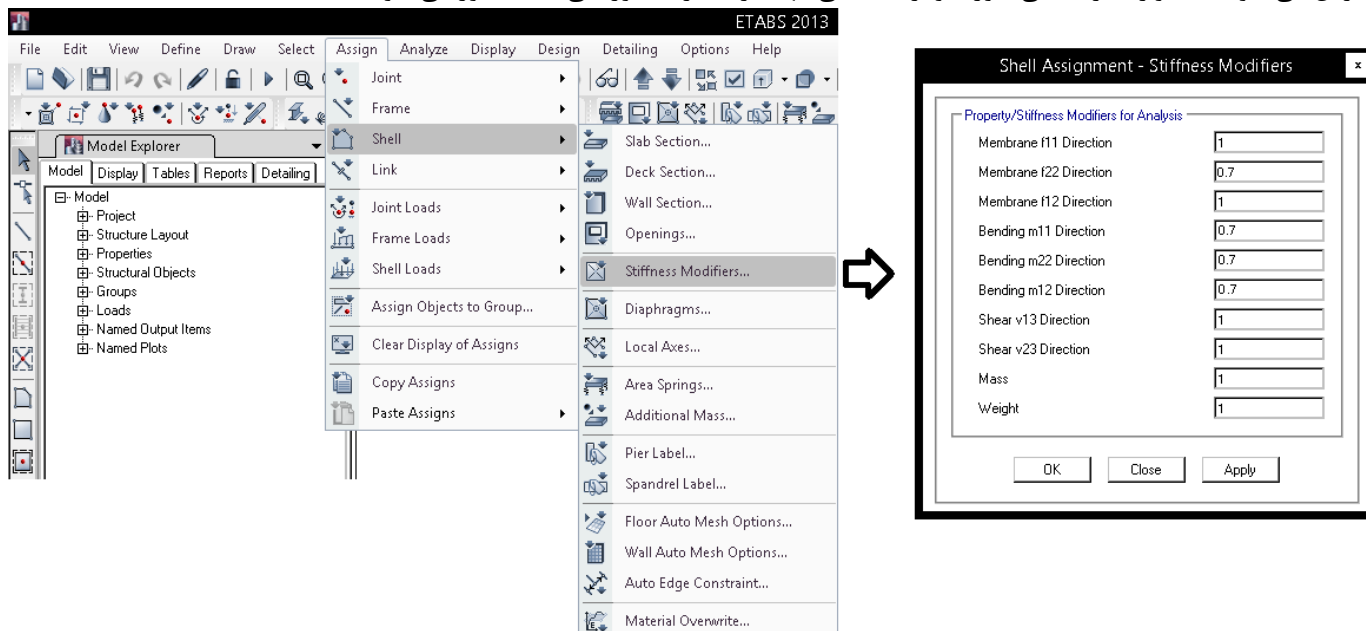 ETABS 2013
File Edit View Define Draw Select Assign Analyze Display Design Detailing Options Help
Model Explorer
Model Display Tables Reports Detailing
Model
Project
Structure Layout
Properties
Structural Objects
Groups
Loads
Named Output Items
Named Plots
Joint
Frame
Shell
Link
Joint Loads
Frame Loads
Shell Loads
Assign Objects to Group...
Clear Display of Assigns
Copy Assigns
Paste Assigns
Slab Section...
Deck Section...
Wall Section...
Openings...
Stiffness Modifiers...
Diaphragms...
Local Axes...
Area Springs...
Additional Mass...
Pier Label...
Spandrel Label...
Floor Auto Mesh Options...
Wall Auto Mesh Options...
Auto Edge Constraint...
Material Overwrite...
Shell Assignment - Stiffness Modifiers x
Property/Stiffness Modifiers for Analysis
Membrane f11 Direction 1
Membrane f22 Direction 0.7
Membrane f12 Direction 1
Bending m11 Direction 0.7
Bending m22 Direction 0.7
Bending m12 Direction 0.7
Shear v13 Direction 1
Shear v23 Direction 1
Mass 1
Weight 1
OK Close Apply